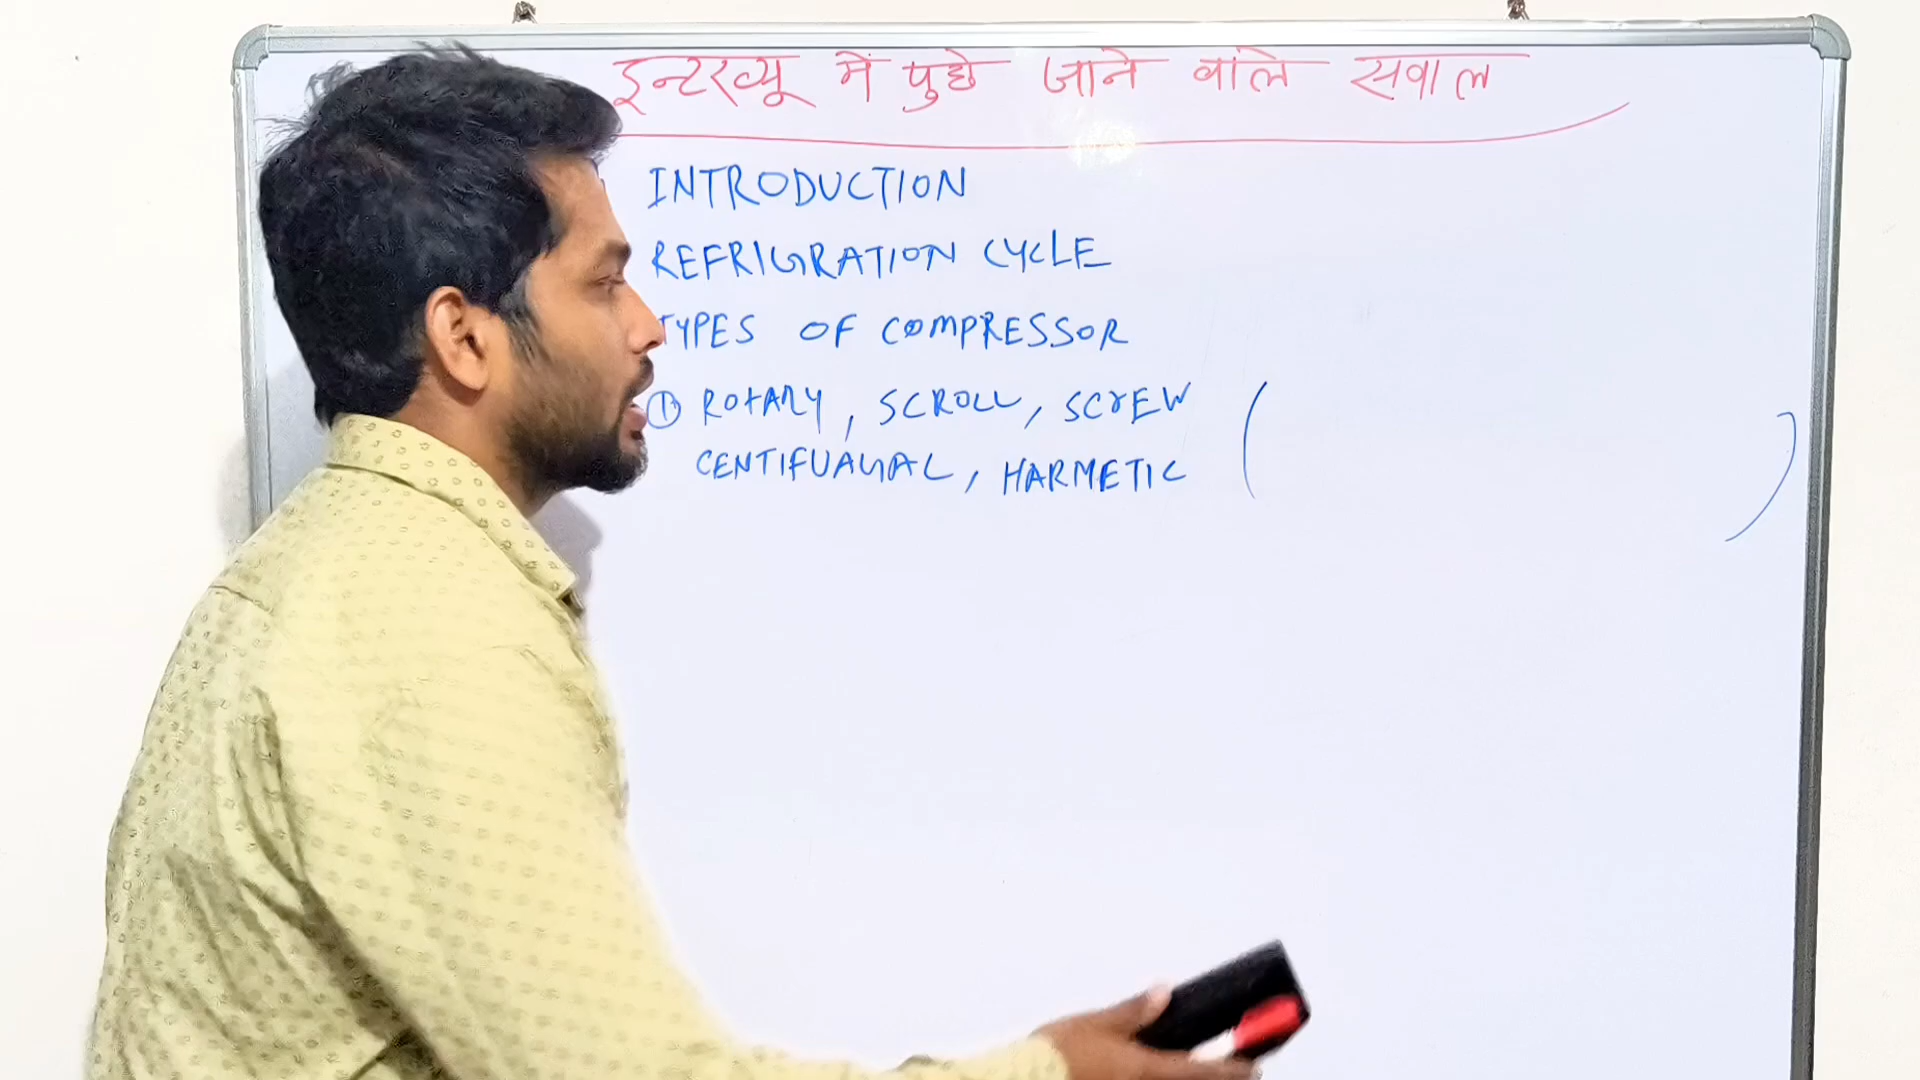 इन्टरव्यू में पुछे जाने वाले सवाल
INTRODUCTION
REFRIGRATION CYCLE
TYPES OF COMPRESSOR
① ROTARY, SCROLL, SCREW (
CENTIFUAGAL, HARMETIC )